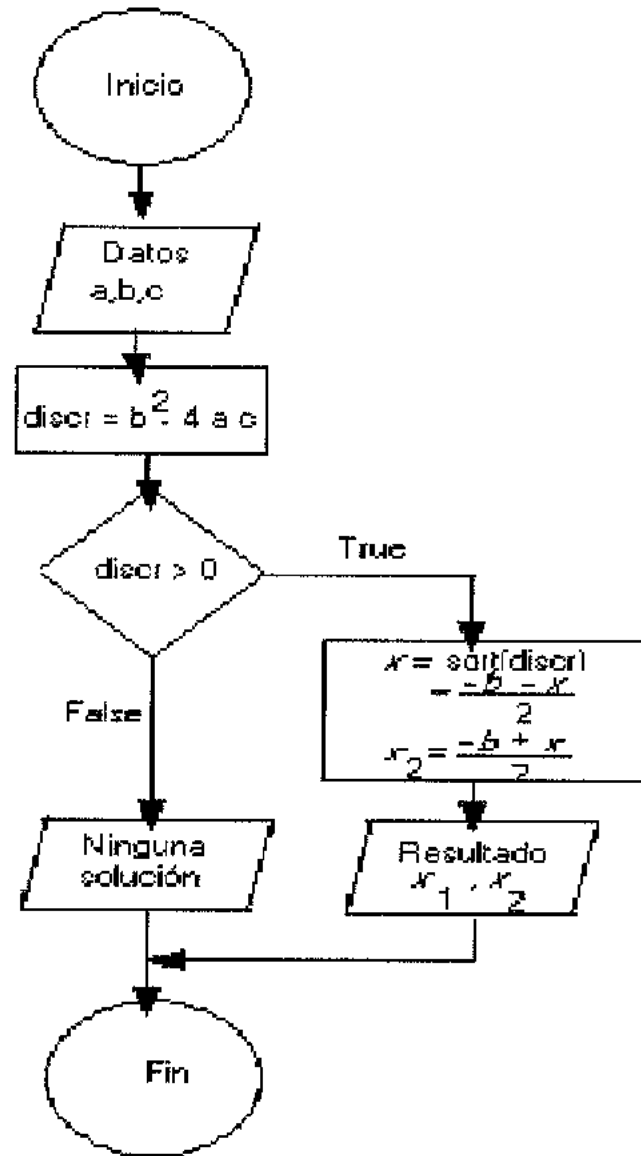 Inicio
Datos
a,b,c
discr = b² - 4 a c
discr > 0
True
False
x = sqrt(discr)
= -b - x / 2
x₂ = -b + x / 2
Ninguna
solución
Resultado
x₁ , x₂
Fin